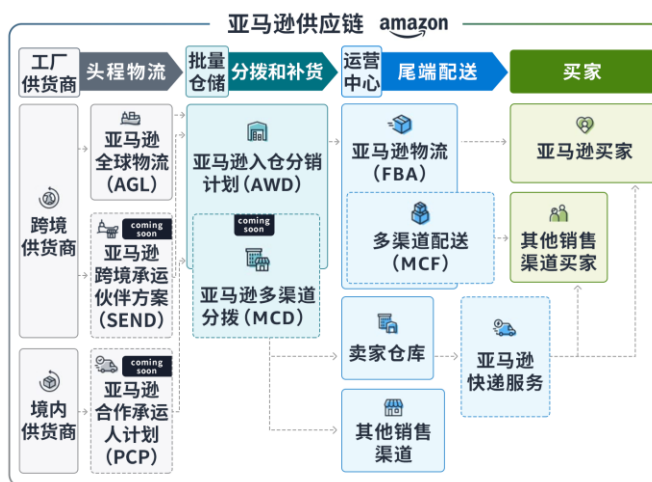 亚马逊供应链 amazon
工厂
供货商
头程物流
批量
仓储
分拨和补货
运营
中心
尾端配送
买家
跨境
供货商
境内
供货商
亚马逊
全球物流
(AGL)
coming
soon
亚马逊
跨境承运
伙伴方案
(SEND)
coming
soon
亚马逊
合作承运
人计划
(PCP)
亚马逊入仓分销
计划(AWD)
coming
soon
亚马逊多渠道
分拨(MCD)
亚马逊物流
(FBA)
多渠道配送
(MCF)
卖家仓库
其他销售
渠道
亚马逊
快递服务
亚马逊买家
其他销售
渠道买家